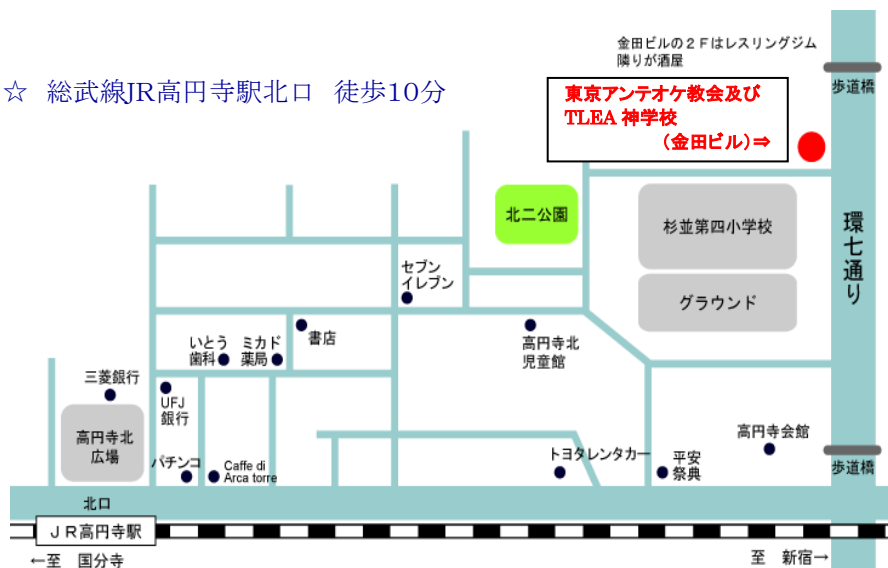 金田ビルの2Fはレスリングジム
隣りが酒屋
☆ 総武線JR高円寺駅北口 徒歩10分
歩道橋
東京アンテオケ教会及び
TLEA 神学校
(金田ビル)⇒
北二公園
杉並第四小学校
環七通り
セブン
イレブン
グラウンド
書店
いとう
歯科
ミカド
薬局
高円寺北
児童館
三菱銀行
UFJ
銀行
高円寺北
広場
高円寺会館
パチンコ
Caffe di
Arca torre
トヨタレンタカー
平安
祭典
歩道橋
北口
JR高円寺駅
←至 国分寺
至 新宿→